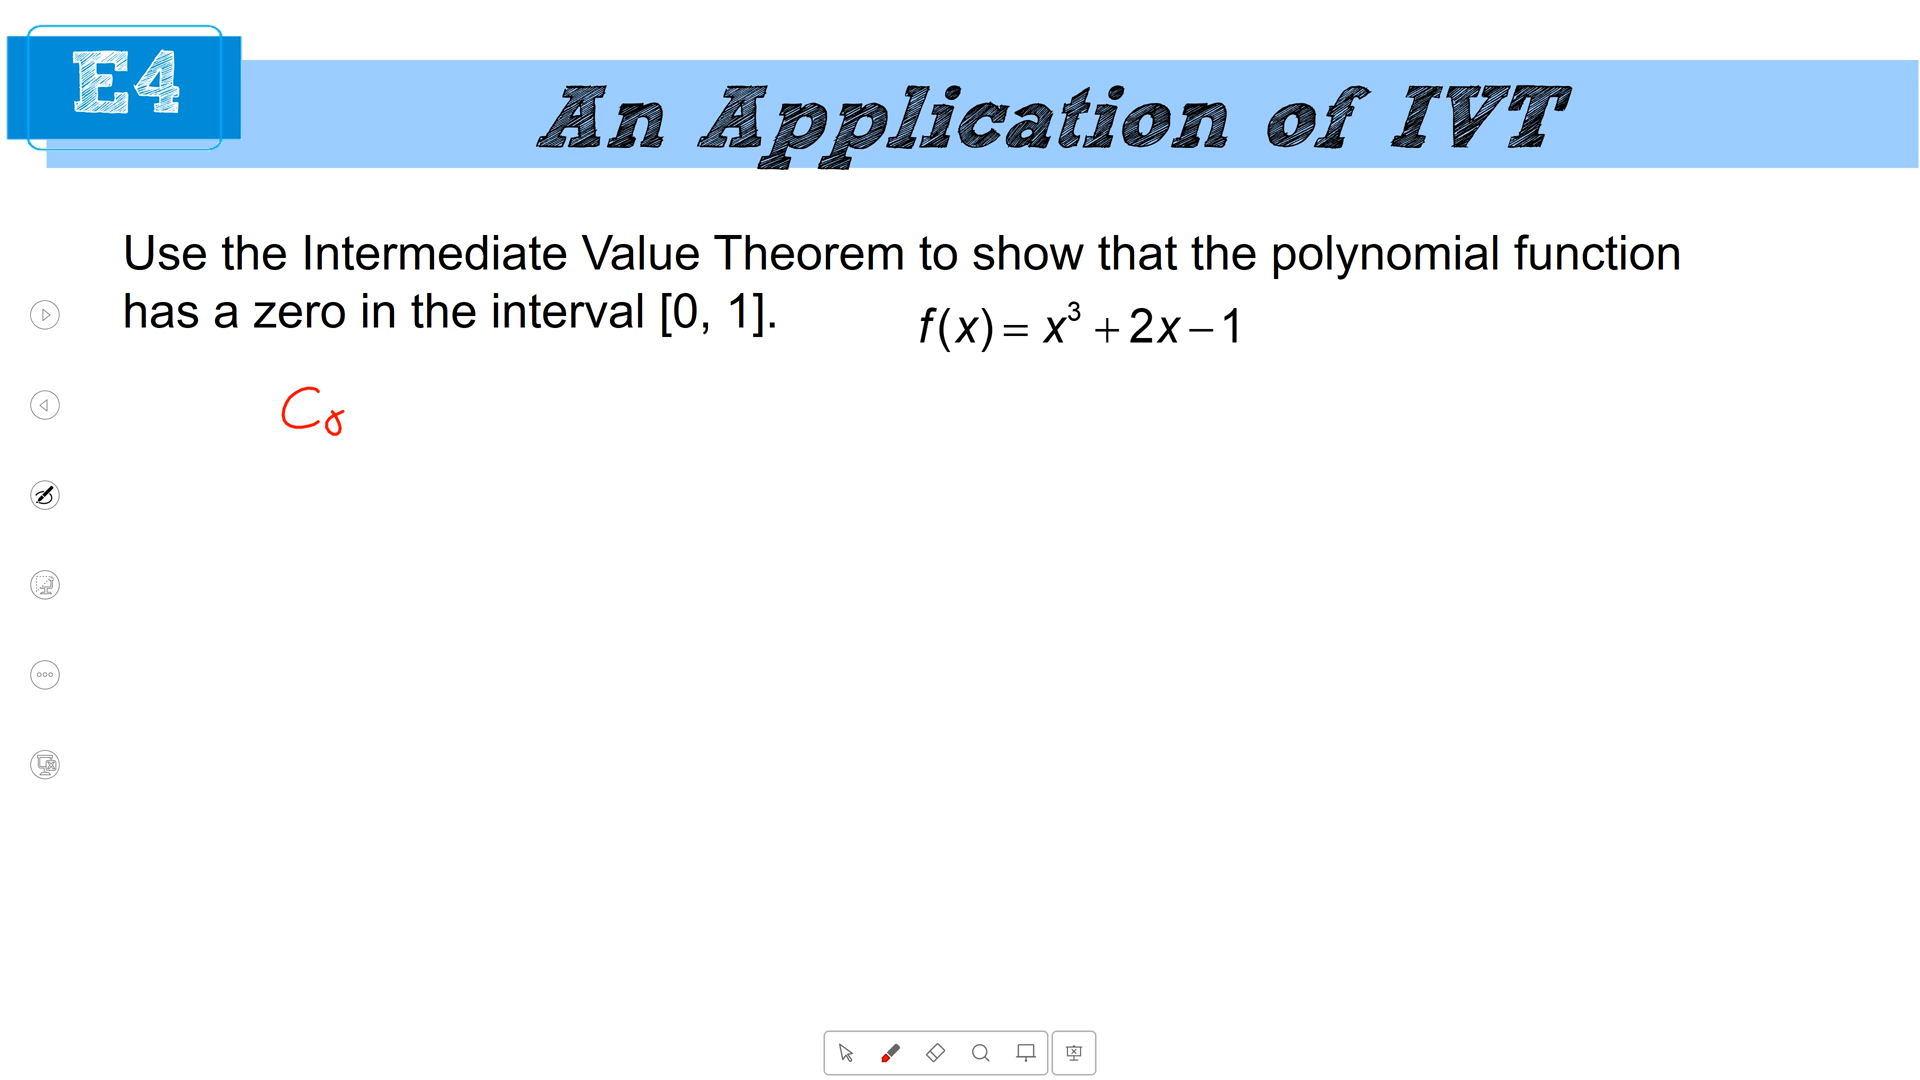 E4
An Application of IVT
Use the Intermediate Value Theorem to show that the polynomial function
has a zero in the interval [0, 1].
f(x) = x³ + 2x − 1
Co